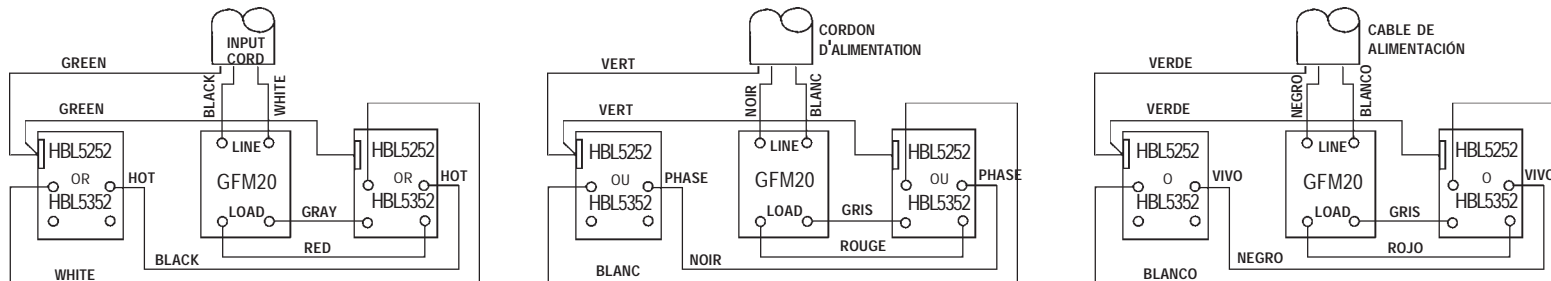 INPUT
CORD
GREEN
BLACK
WHITE
GREEN
HBL5252
OR
HBL5352
HOT
LINE
GFM20
LOAD
HBL5252
OR
HBL5352
HOT
GRAY
RED
BLACK
WHITE
CORDON
D'ALIMENTATION
VERT
NOIR
BLANC
VERT
HBL5252
OU
HBL5352
PHASE
LINE
GFM20
LOAD
HBL5252
OU
HBL5352
PHASE
GRIS
ROUGE
NOIR
BLANC
CABLE DE
ALIMENTACIÓN
VERDE
NEGRO
BLANCO
VERDE
HBL5252
O
HBL5352
VIVO
LINE
GFM20
LOAD
HBL5252
O
HBL5352
VIVO
GRIS
ROJO
NEGRO
BLANCO